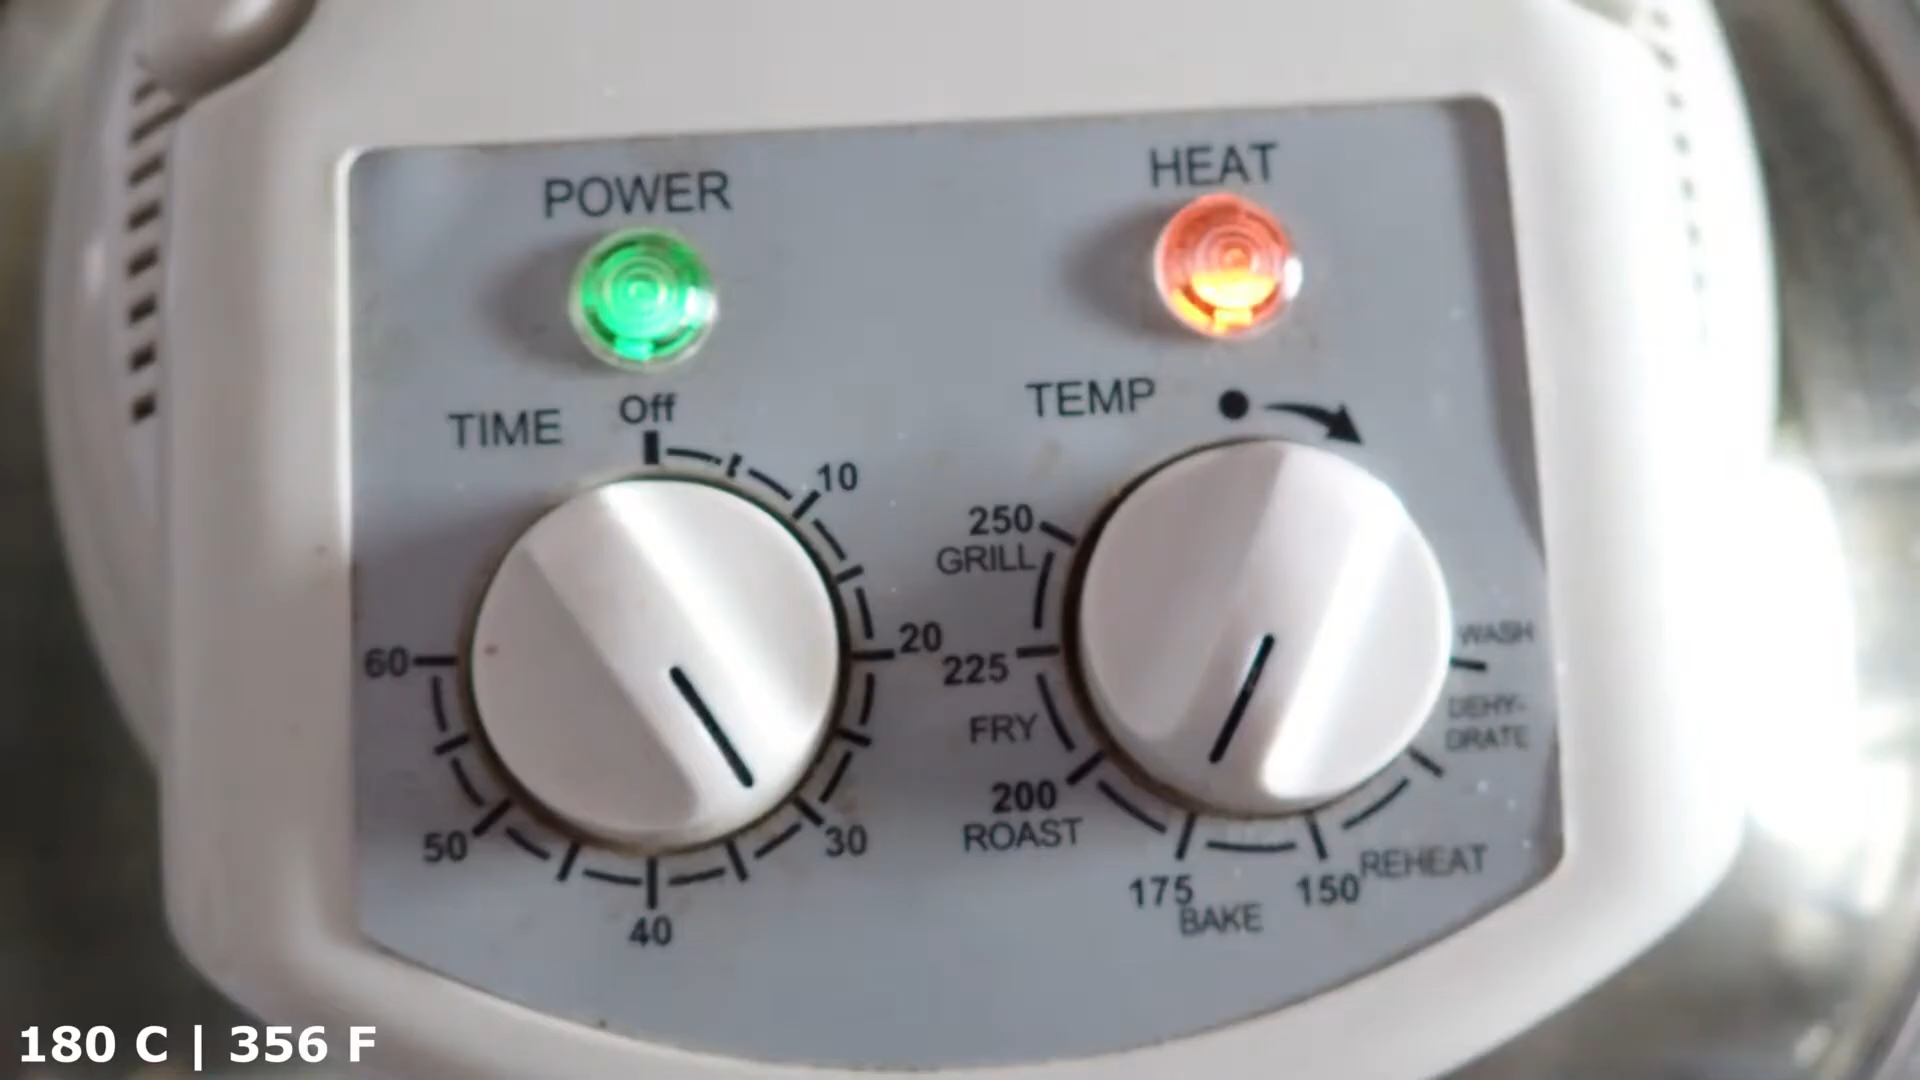 POWER
HEAT
TIME
Off
TEMP
10
20
30
40
50
60
250
GRILL
225
FRY
200
ROAST
175
BAKE
150
REHEAT
DEHY-
DRATE
WASH
180 C | 356 F